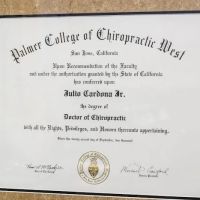 Palmer College of Chiropractic West
San Jose, California
Upon Recommendation of the Faculty
and under the authorization granted by the State of California
has conferred upon
Julio Cardona Jr.
the degree of
Doctor of Chiropractic
with all the Rights, Privileges, and Honors thereunto appertaining.